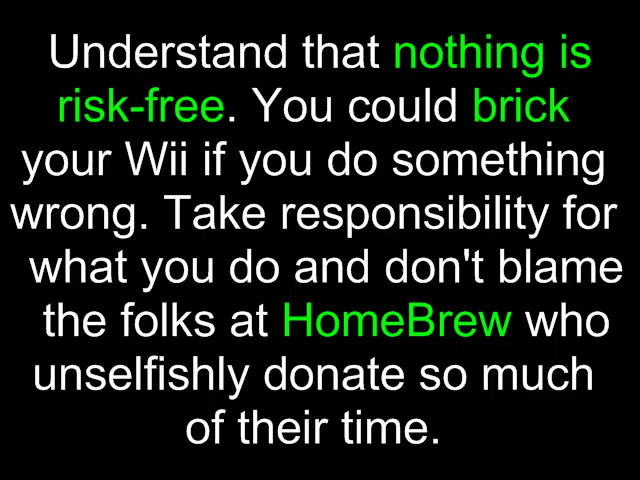 Understand that nothing is
risk-free. You could brick
your Wii if you do something
wrong. Take responsibility for
what you do and don't blame
the folks at HomeBrew who
unselfishly donate so much
of their time.